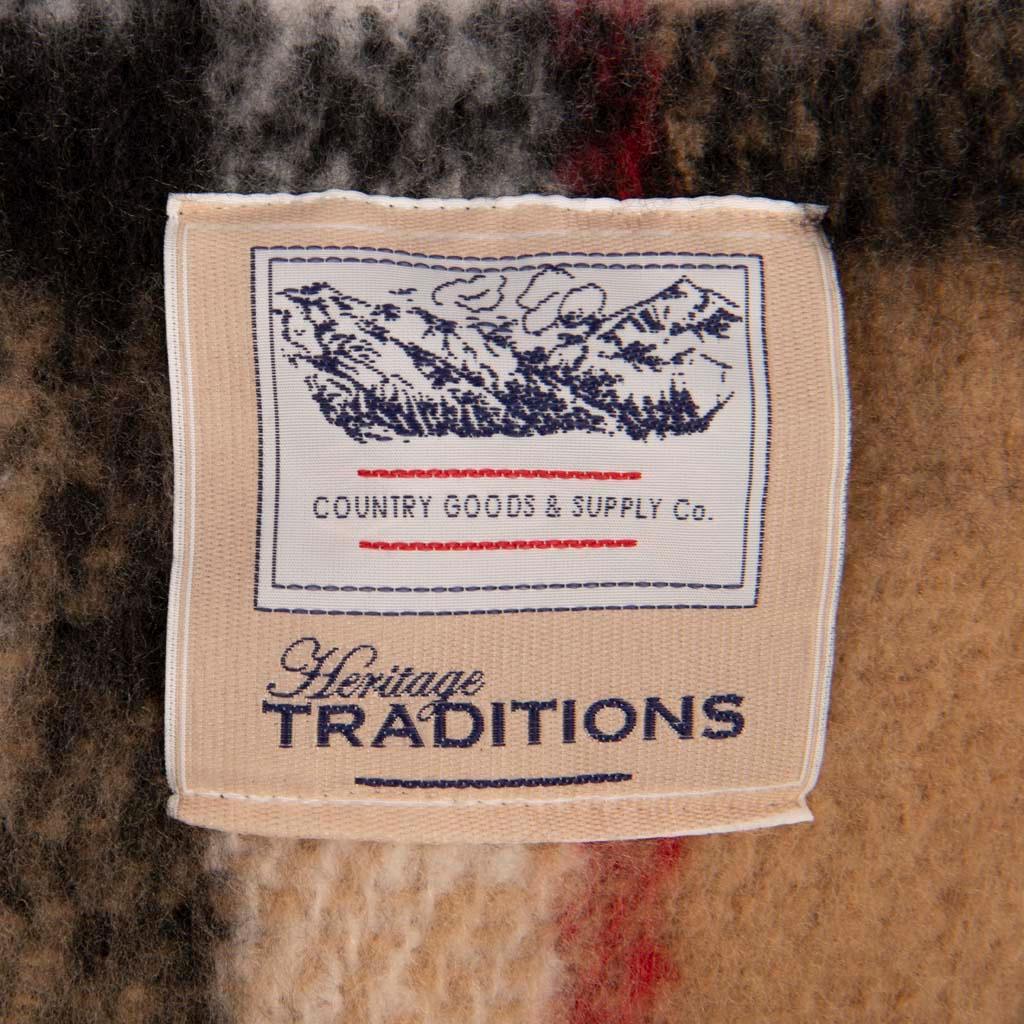 COUNTRY GOODS & SUPPLY Co.
Heritage
TRADITIONS